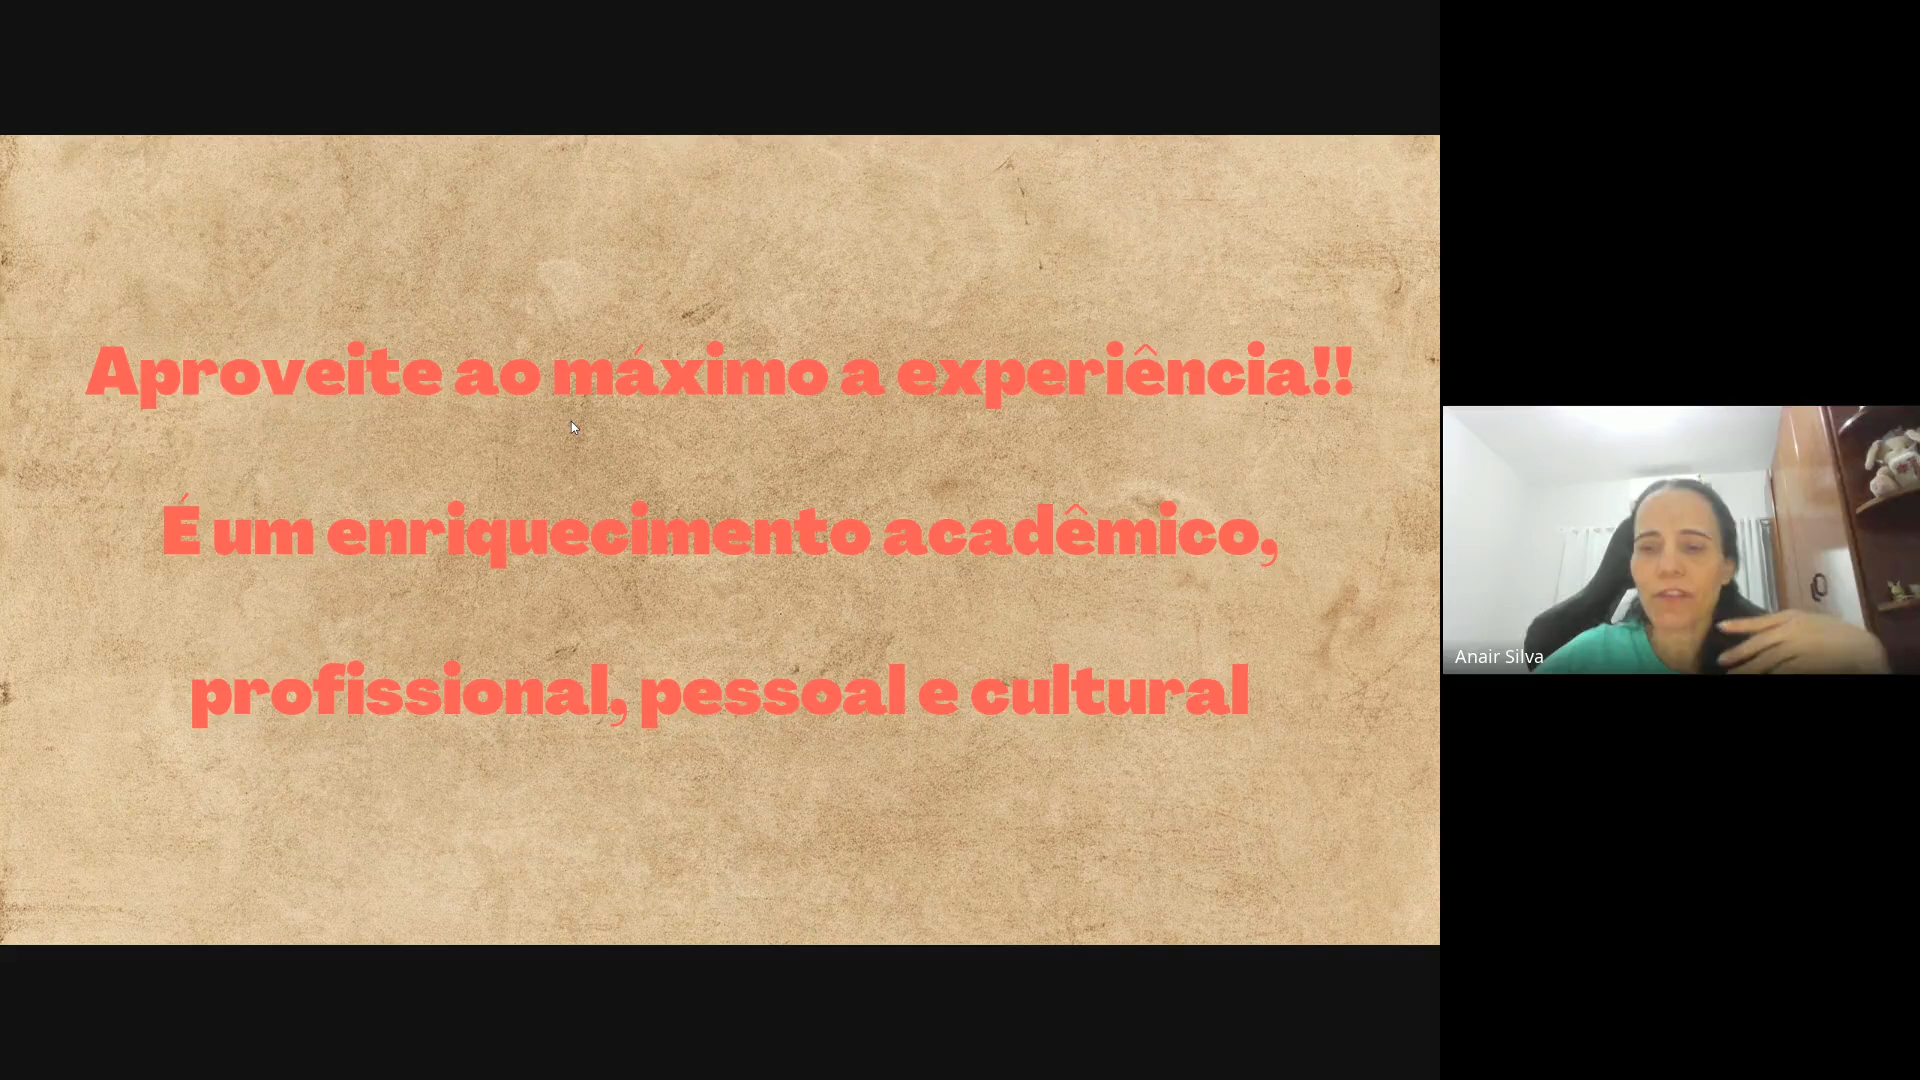 Aproveite ao máximo a experiência!!
É um enriquecimento acadêmico,
profissional, pessoal e cultural
Anair Silva